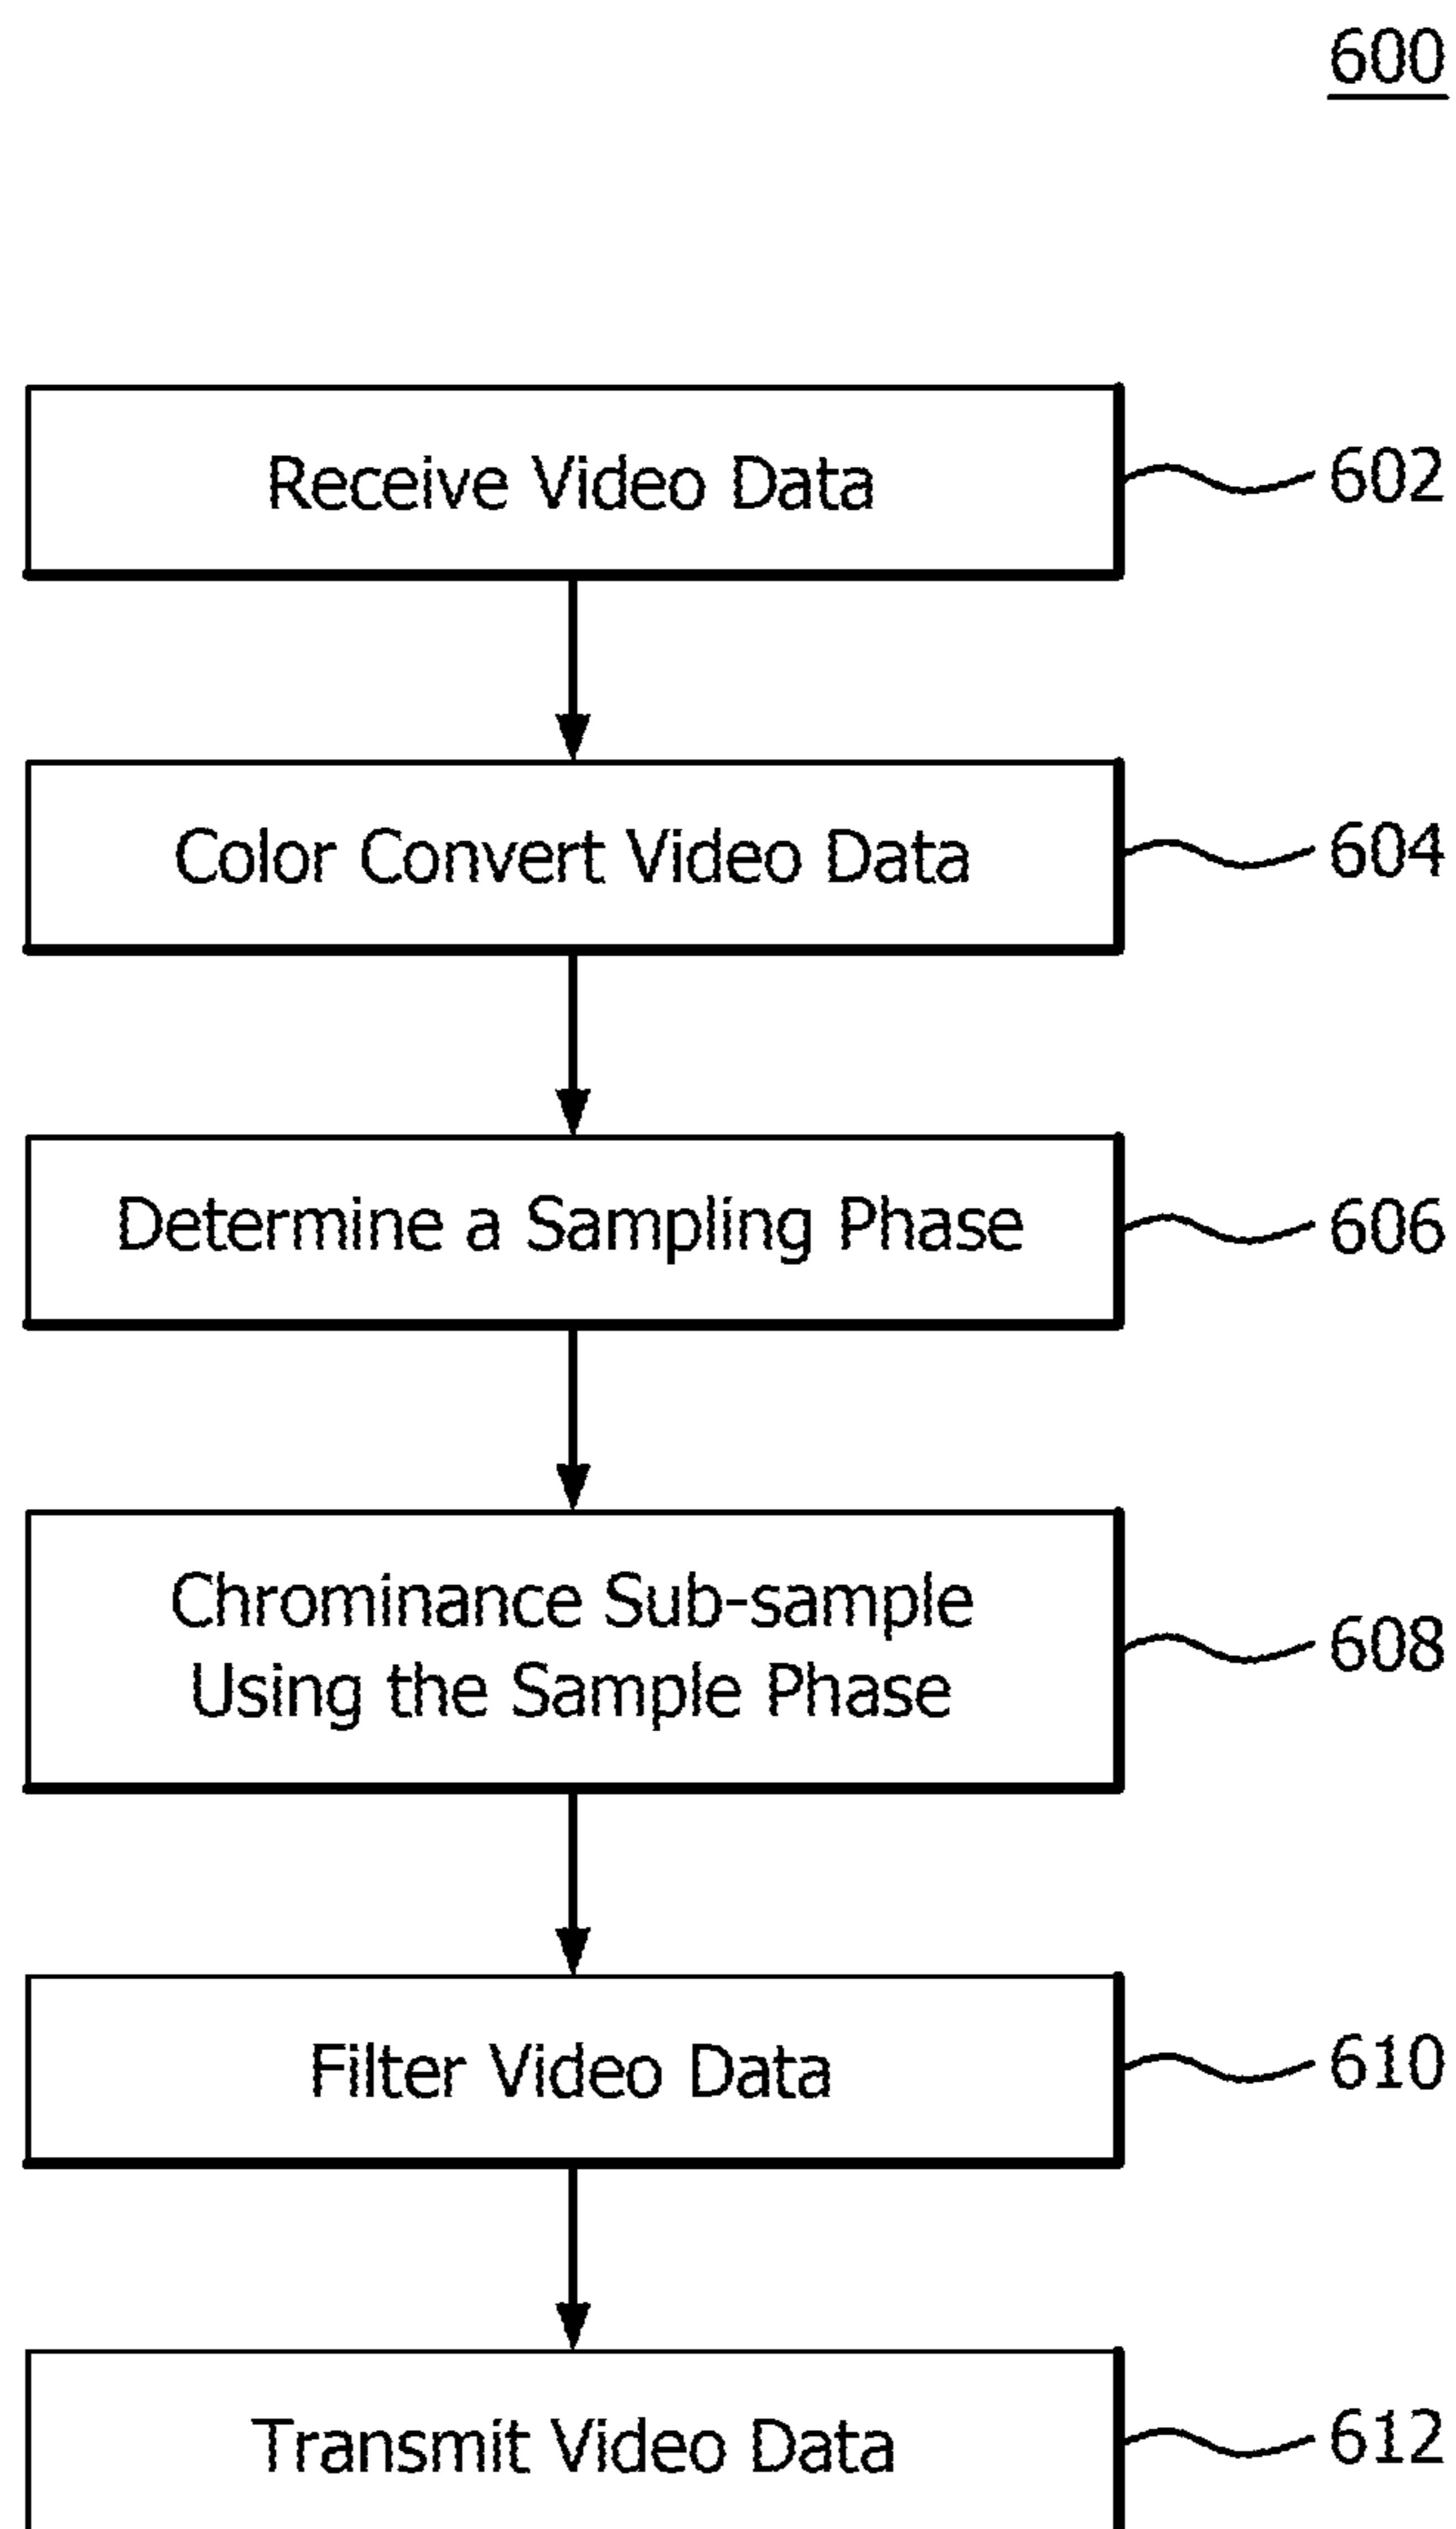 600
Receive Video Data
602
Color Convert Video Data
604
Determine a Sampling Phase
606
Chrominance Sub-sample
Using the Sample Phase
608
Filter Video Data
610
Transmit Video Data
612